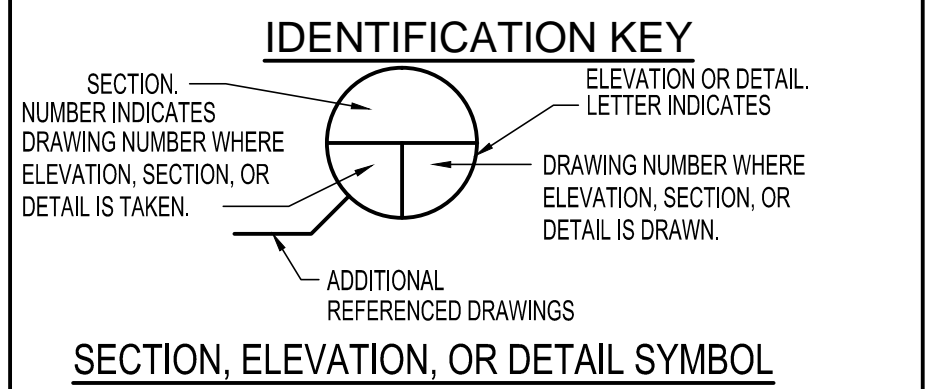 IDENTIFICATION KEY
SECTION.
NUMBER INDICATES
DRAWING NUMBER WHERE
ELEVATION, SECTION, OR
DETAIL IS TAKEN.
ELEVATION OR DETAIL.
LETTER INDICATES
DRAWING NUMBER WHERE
ELEVATION, SECTION, OR
DETAIL IS DRAWN.
ADDITIONAL
REFERENCED DRAWINGS
SECTION, ELEVATION, OR DETAIL SYMBOL